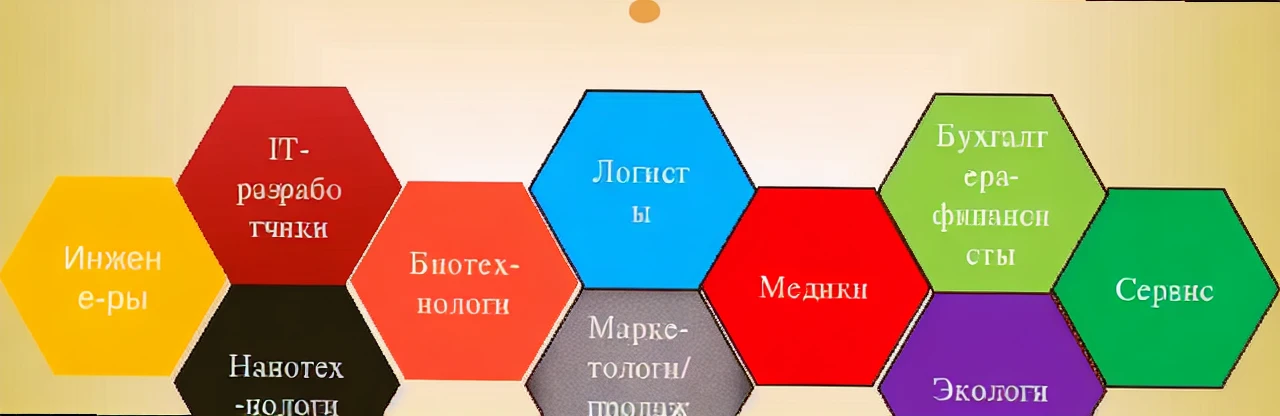 Инжен
е-ры
IT-
разрабо
тчики
Нанотех
-нологи
Биотех-
нологи
Логист
ы
Марке-
тологи/
продаж
Медики
Бухгалт
ера-
финанси
сты
Экологи
Сервис